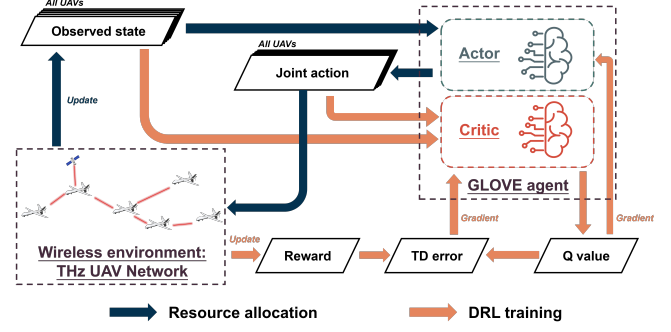 All UAVs
Observed state
All UAVs
Joint action
Actor
Critic
GLOVE agent
Update
Wireless environment:
THz UAV Network
Update
Reward
TD error
Q value
Gradient
Gradient
Resource allocation
DRL training